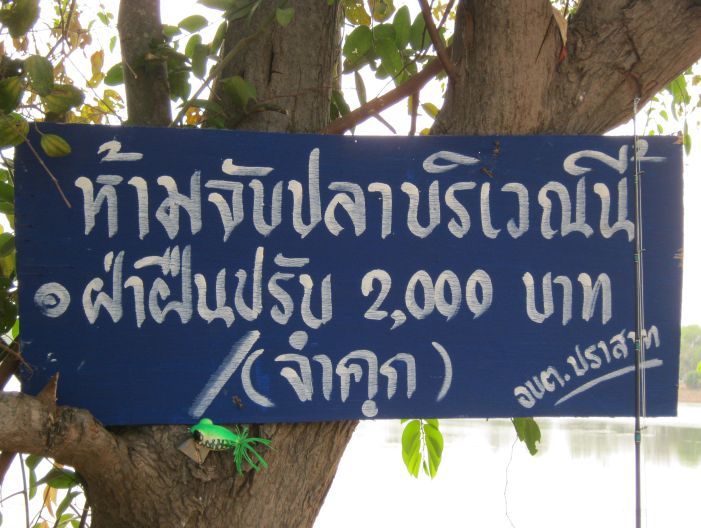 ห้ามจับปลาบริเวณนี้
๏ ฝ่าฝืนปรับ 2,000 บาท
/(จำคุก)
อบต.ปราสาท